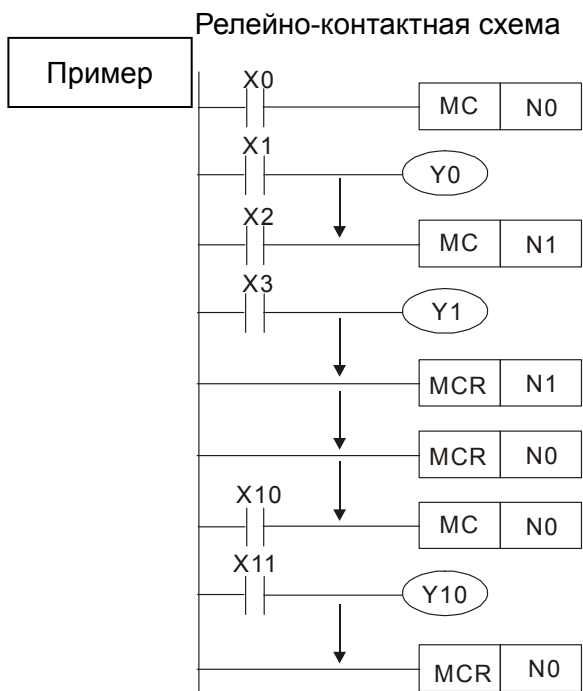 Релейно-контактная схема
Пример
X0
MC N0
X1
Y0
X2
MC N1
X3
Y1
MCR N1
MCR N0
X10
MC N0
X11
Y10
MCR N0